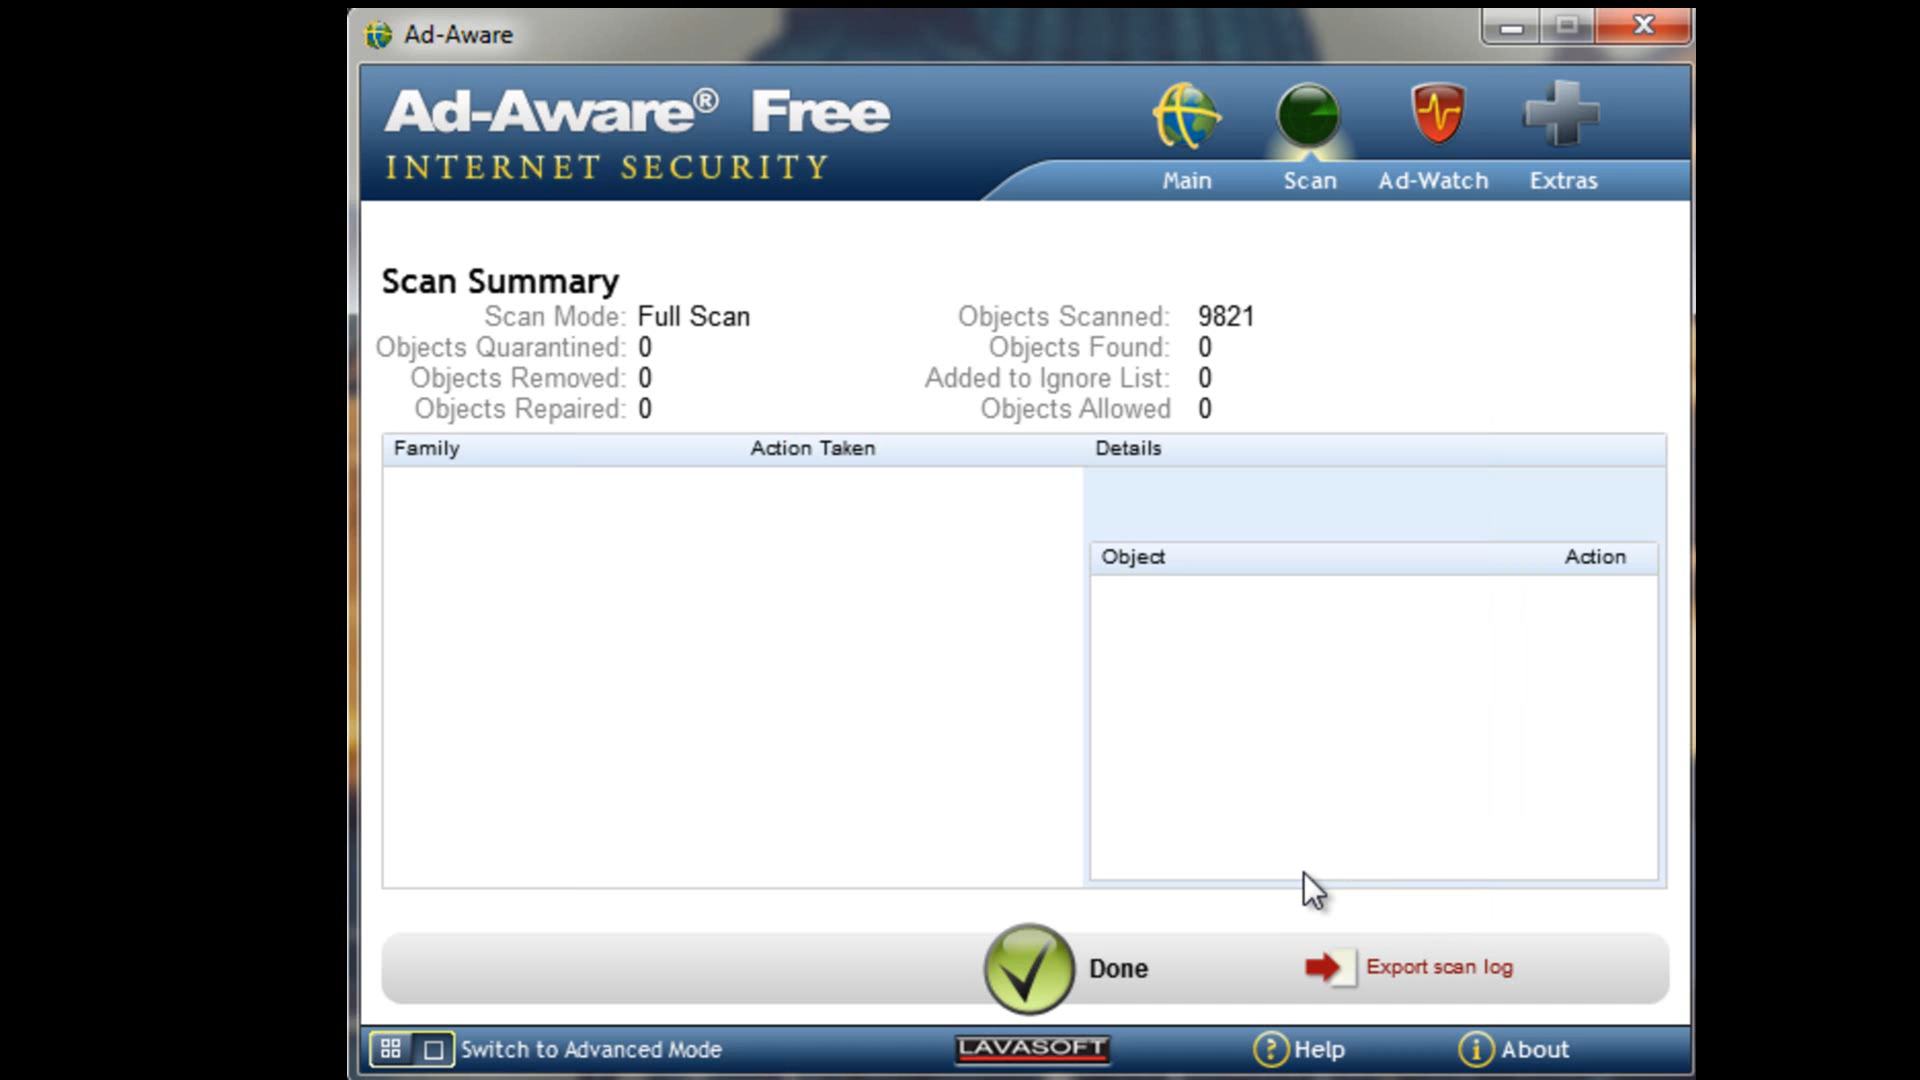 Ad-Aware
Ad-Aware® Free
INTERNET SECURITY
Main Scan Ad-Watch Extras
Scan Summary
Scan Mode: Full Scan Objects Scanned: 9821
Objects Quarantined: 0 Objects Found: 0
Objects Removed: 0 Added to Ignore List: 0
Objects Repaired: 0 Objects Allowed 0
Family Action Taken Details
Object Action
Done Export scan log
Switch to Advanced Mode LAVASOFT Help About